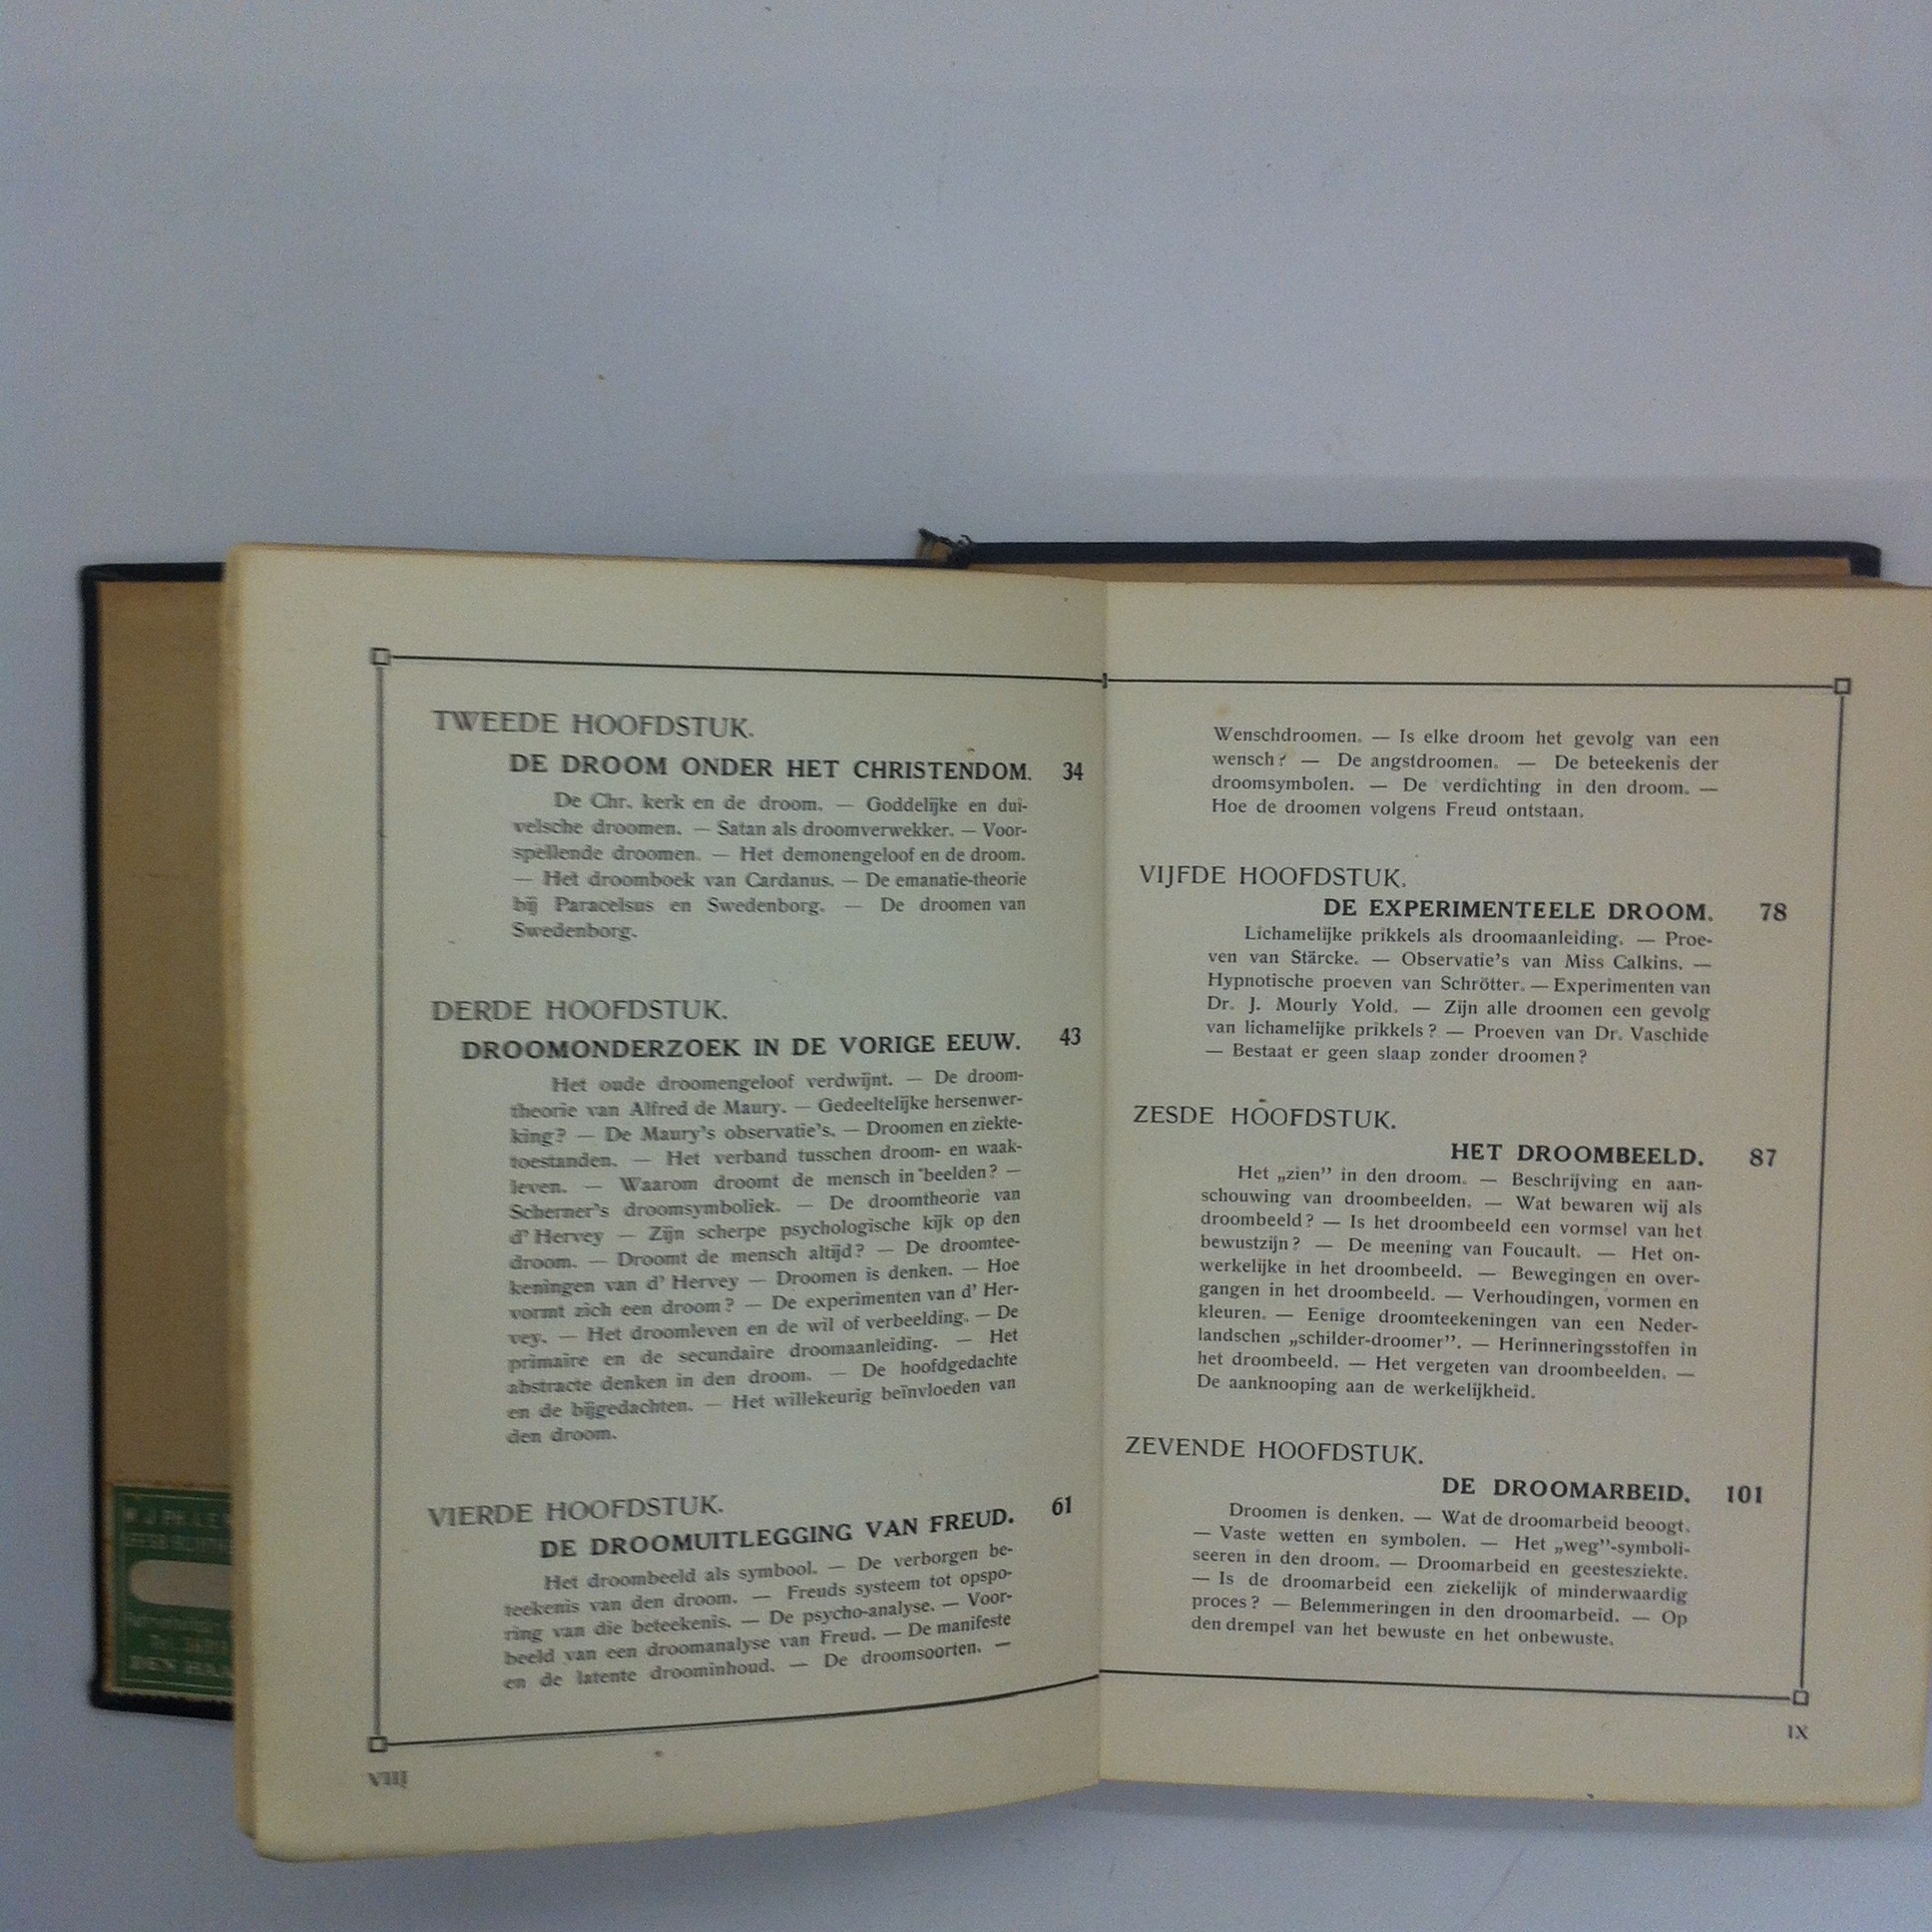 TWEEDE HOOFDSTUK.
DE DROOM ONDER HET CHRISTENDOM. 34
De Chr. kerk en de droom. — Goddelijke en dui-
velsche droomen. — Satan als droomverwekker. — Voor-
spellende droomen. — Het demonengeloof en de droom.
— Het droomboek van Cardanus. — De emanatie-theorie
bij Paracelsus en Swedenborg. — De droomen van
Swedenborg.
DERDE HOOFDSTUK.
DROOMONDERZOEK IN DE VORIGE EEUW. 43
Het oude droomengeloof verdwijnt. — De droom-
theorie van Alfred de Maury. — Gedeeltelijke hersenwer-
king? — De Maury's observatie's. — Droomen en ziekte-
toestanden. — Het verband tusschen droom- en waak-
leven. — Waarom droomt de mensch in beelden? —
Scherner's droomsymboliek. — De droomtheorie van
d' Hervey — Zijn scherpe psychologische kijk op den
droom. — Droomt de mensch altijd? — De droomtee-
keningen van d' Hervey — Droomen is denken. — Hoe
vormt zich een droom? — De experimenten van d' Her-
vey. — Het droomleven en de wil of verbeelding. — De
primaire en de secundaire droomaanleiding. — Het
abstracte denken in den droom. — De hoofdgedachte
en de bijgedachten. — Het willekeurig beïnvloeden van
den droom.
VIERDE HOOFDSTUK.
DE DROOMUITLEGGING VAN FREUD. 61
Het droombeeld als symbool. — De verborgen be-
teekenis van den droom. — Freuds systeem tot opspo-
ring van die beteekenis. — De psycho-analyse. — Voor-
beeld van een droomanalyse van Freud. — De manifeste
en de latente droominhoud. — De droomsoorten. —
VIII
Wenschdroomen. — Is elke droom het gevolg van een
wensch? — De angstdroomen. — De beteekenis der
droomsymbolen. — De verdichting in den droom. —
Hoe de droomen volgens Freud ontstaan.
VIJFDE HOOFDSTUK.
DE EXPERIMENTEELE DROOM. 78
Lichamelijke prikkels als droomaanleiding. — Proe-
ven van Stärcke. — Observatie's van Miss Calkins. —
Hypnotische proeven van Schrötter. — Experimenten van
Dr. J. Mourly Yold. — Zijn alle droomen een gevolg
van lichamelijke prikkels? — Proeven van Dr. Vaschide
— Bestaat er geen slaap zonder droomen?
ZESDE HOOFDSTUK.
HET DROOMBEELD. 87
Het „zien” in den droom. — Beschrijving en aan-
schouwing van droombeelden. — Wat bewaren wij als
droombeeld? — Is het droombeeld een vormsel van het
bewustzijn? — De meening van Foucault. — Het on-
werkelijke in het droombeeld. — Bewegingen en over-
gangen in het droombeeld. — Verhoudingen, vormen en
kleuren. — Eenige droomteekeningen van een Neder-
landschen „schilder-droomer”. — Herinneringsstoffen in
het droombeeld. — Het vergeten van droombeelden. —
De aanknooping aan de werkelijkheid.
ZEVENDE HOOFDSTUK.
DE DROOMARBEID. 101
Droomen is denken. — Wat de droomarbeid beoogt.
— Vaste wetten en symbolen. — Het „weg”-symboli-
seeren in den droom. — Droomarbeid en geestesziekte.
— Is de droomarbeid een ziekelijk of minderwaardig
proces? — Belemmeringen in den droomarbeid. — Op
den drempel van het bewuste en het onbewuste.
IX